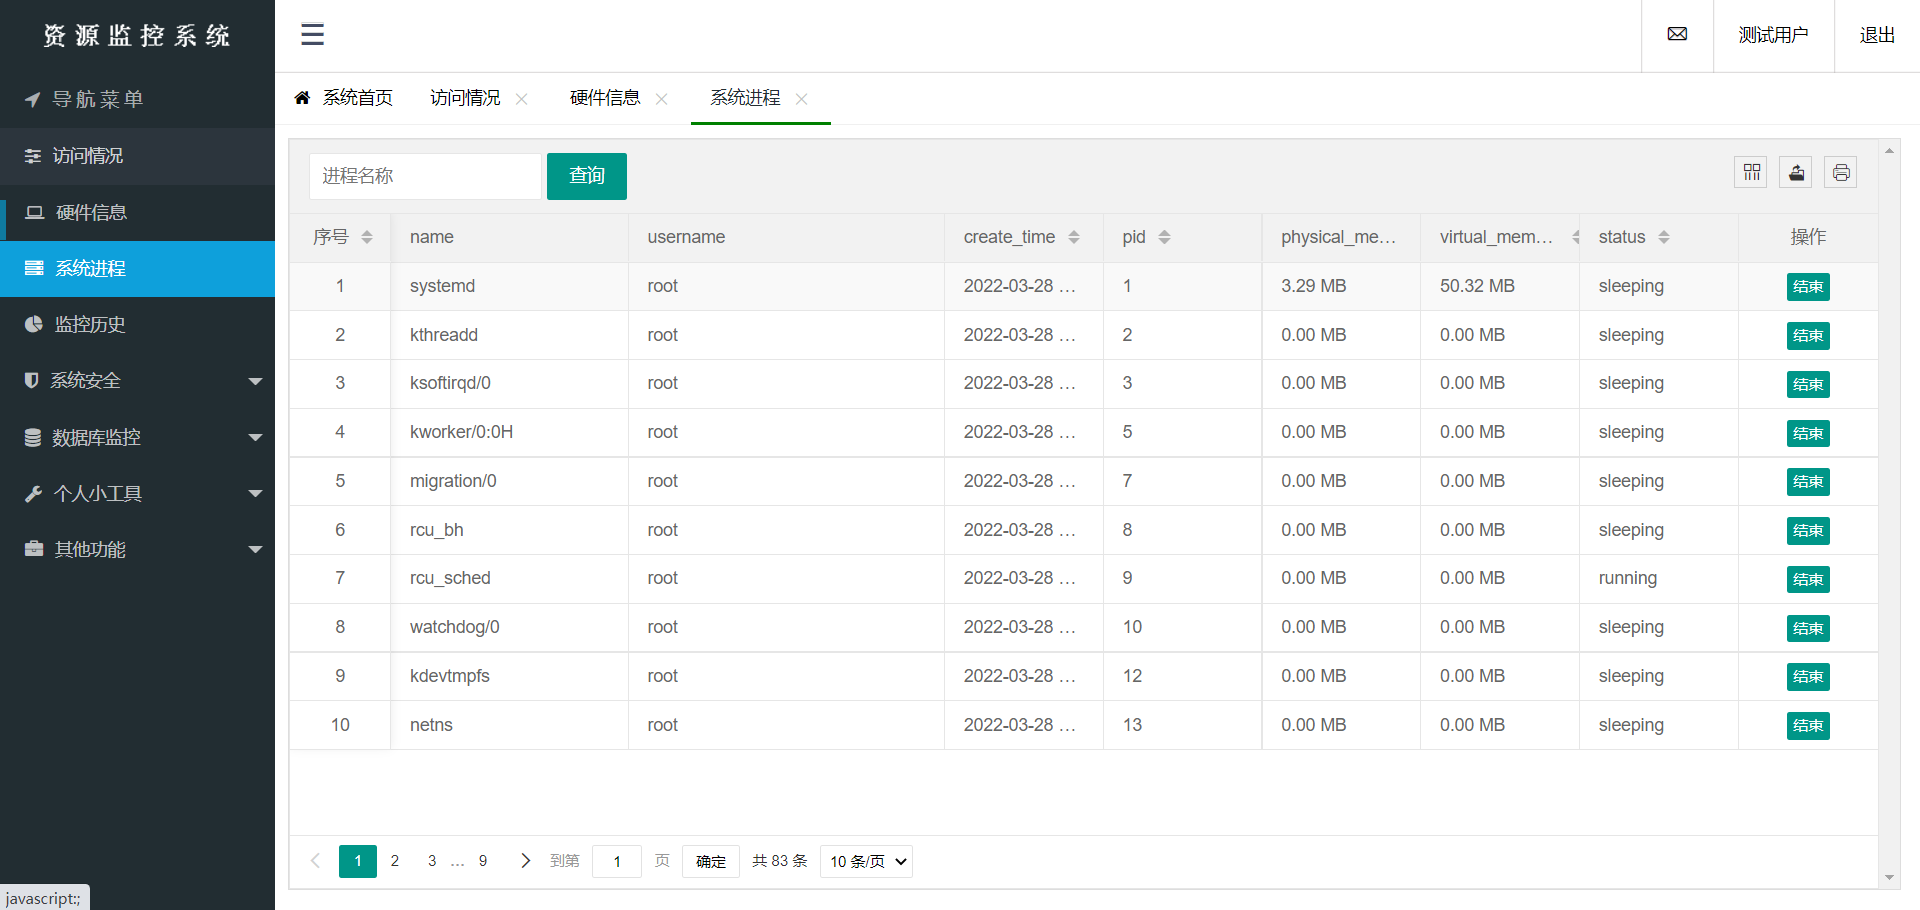 资源监控系统
测试用户
退出
导航菜单
访问情况
硬件信息
系统进程
监控历史
系统安全
数据库监控
个人小工具
其他功能
系统首页 访问情况 硬件信息 系统进程
进程名称 查询
序号 name username create_time pid physical_me... virtual_mem... status 操作
1 systemd root 2022-03-28 ... 1 3.29 MB 50.32 MB sleeping 结束
2 kthreadd root 2022-03-28 ... 2 0.00 MB 0.00 MB sleeping 结束
3 ksoftirqd/0 root 2022-03-28 ... 3 0.00 MB 0.00 MB sleeping 结束
4 kworker/0:0H root 2022-03-28 ... 5 0.00 MB 0.00 MB sleeping 结束
5 migration/0 root 2022-03-28 ... 7 0.00 MB 0.00 MB sleeping 结束
6 rcu_bh root 2022-03-28 ... 8 0.00 MB 0.00 MB sleeping 结束
7 rcu_sched root 2022-03-28 ... 9 0.00 MB 0.00 MB running 结束
8 watchdog/0 root 2022-03-28 ... 10 0.00 MB 0.00 MB sleeping 结束
9 kdevtmpfs root 2022-03-28 ... 12 0.00 MB 0.00 MB sleeping 结束
10 netns root 2022-03-28 ... 13 0.00 MB 0.00 MB sleeping 结束
1 2 3 ... 9 到第 1 页 确定 共 83 条 10 条/页
javascript:;